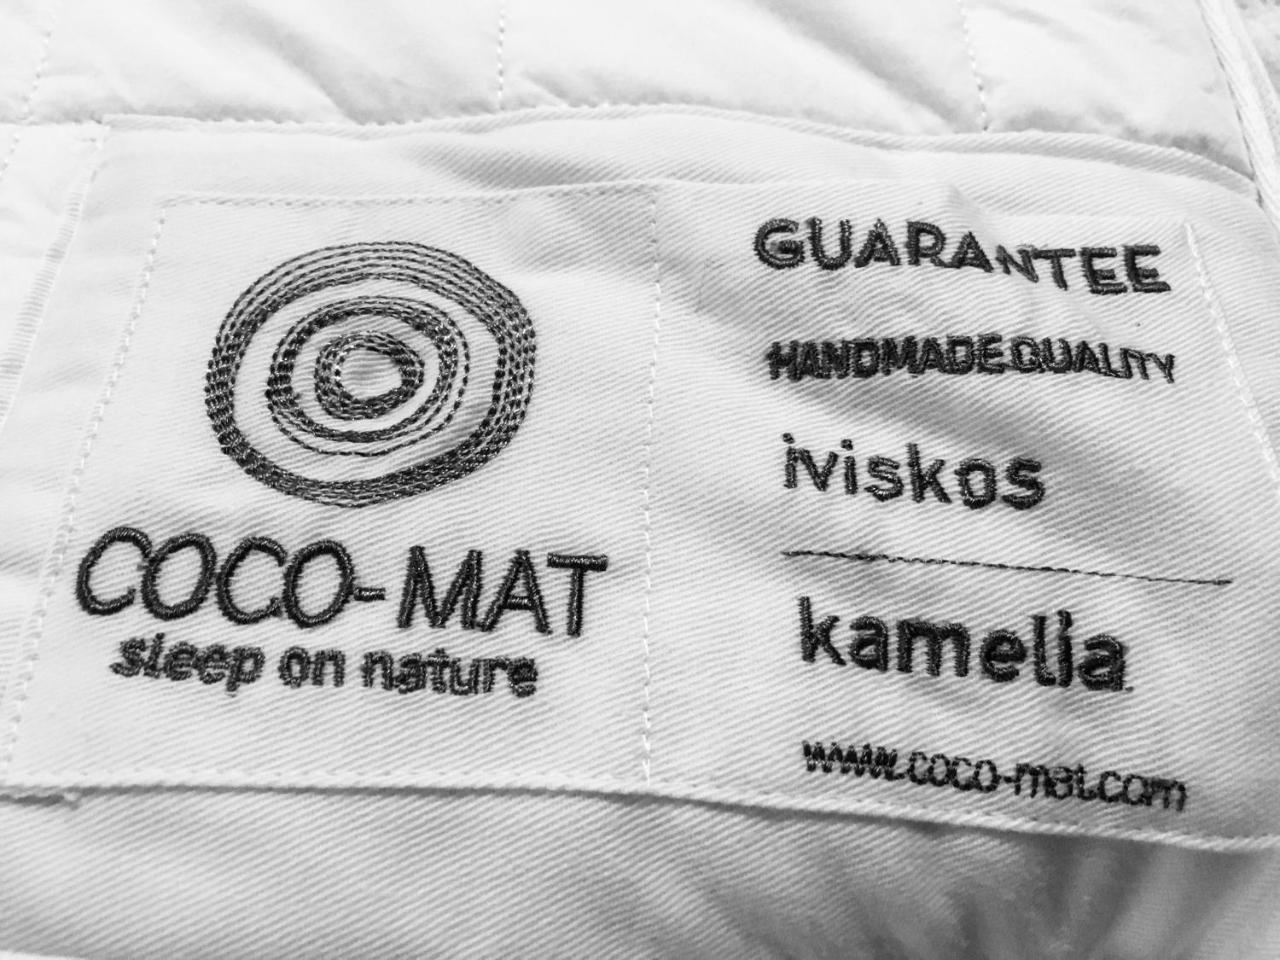 COCO-MAT
sleep on nature
GUARANTEE
HANDMADE QUALITY
iviskos
kamelia
www.coco-mat.com